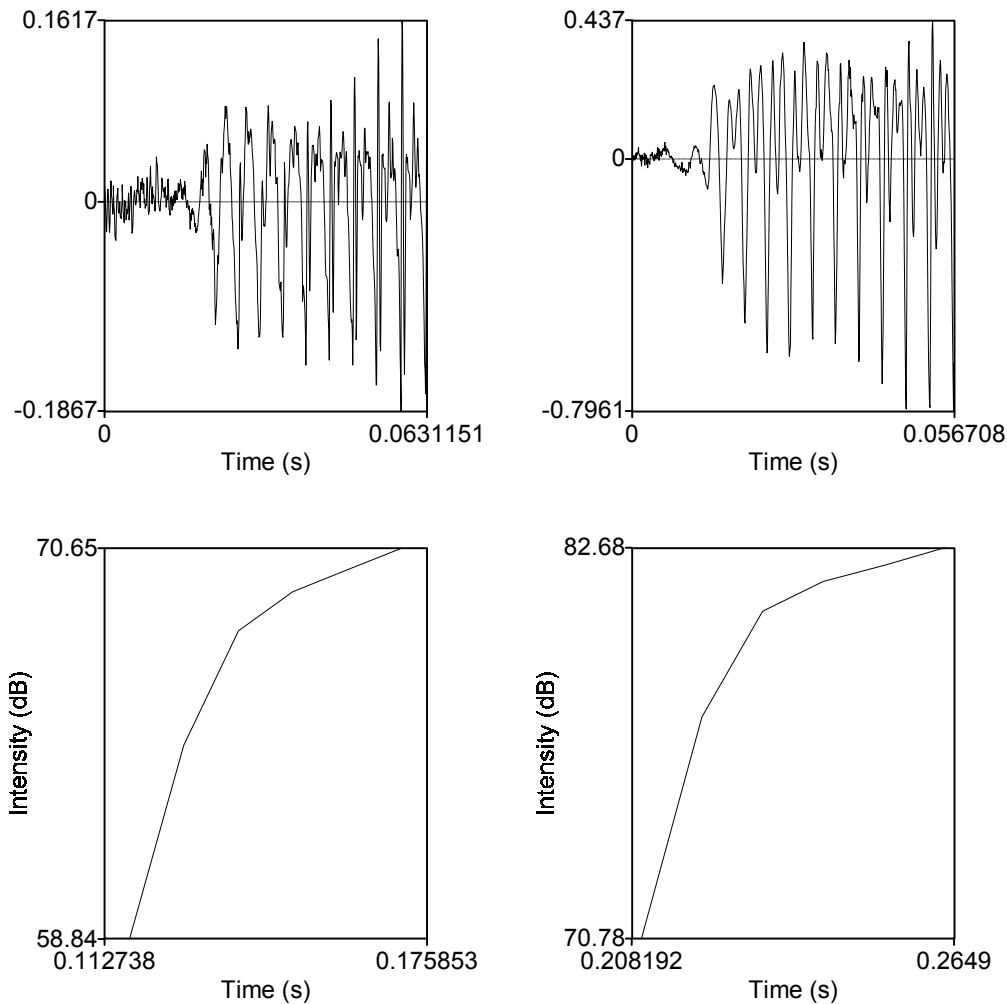 0.1617
0
-0.1867
0 0.0631151
Time (s)
0.437
0
-0.7961
0 0.056708
Time (s)
70.65
Intensity (dB)
58.84
0.112738 0.175853
Time (s)
82.68
Intensity (dB)
70.78
0.208192 0.2649
Time (s)